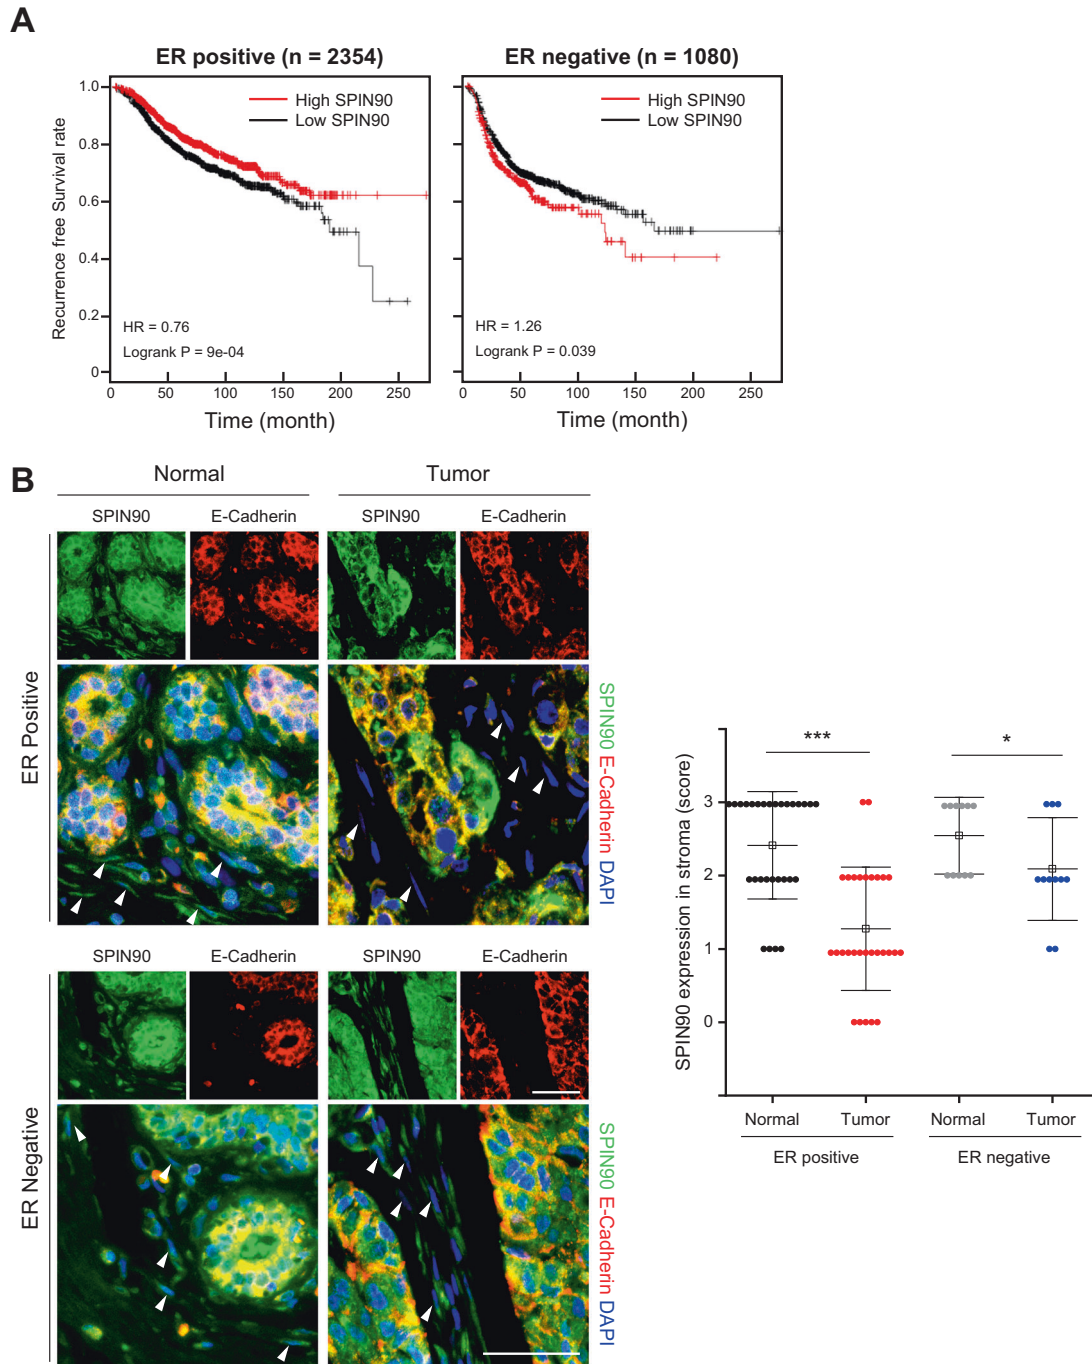 A
ER positive (n = 2354)
ER negative (n = 1080)
Recurrence free Survival rate
1.0
0.8
0.6
0.4
0.2
0
High SPIN90
Low SPIN90
HR = 0.76
Logrank P = 9e-04
0 50 100 150 200 250
Time (month)
High SPIN90
Low SPIN90
HR = 1.26
Logrank P = 0.039
0 50 100 150 200 250
Time (month)
B
Normal
Tumor
SPIN90
E-Cadherin
SPIN90
E-Cadherin
ER Positive
SPIN90 E-Cadherin DAPI
SPIN90
E-Cadherin
SPIN90
E-Cadherin
ER Negative
SPIN90 E-Cadherin DAPI
SPIN90 expression in stroma (score)
3
2
1
0
***
*
Normal
Tumor
Normal
Tumor
ER positive
ER negative